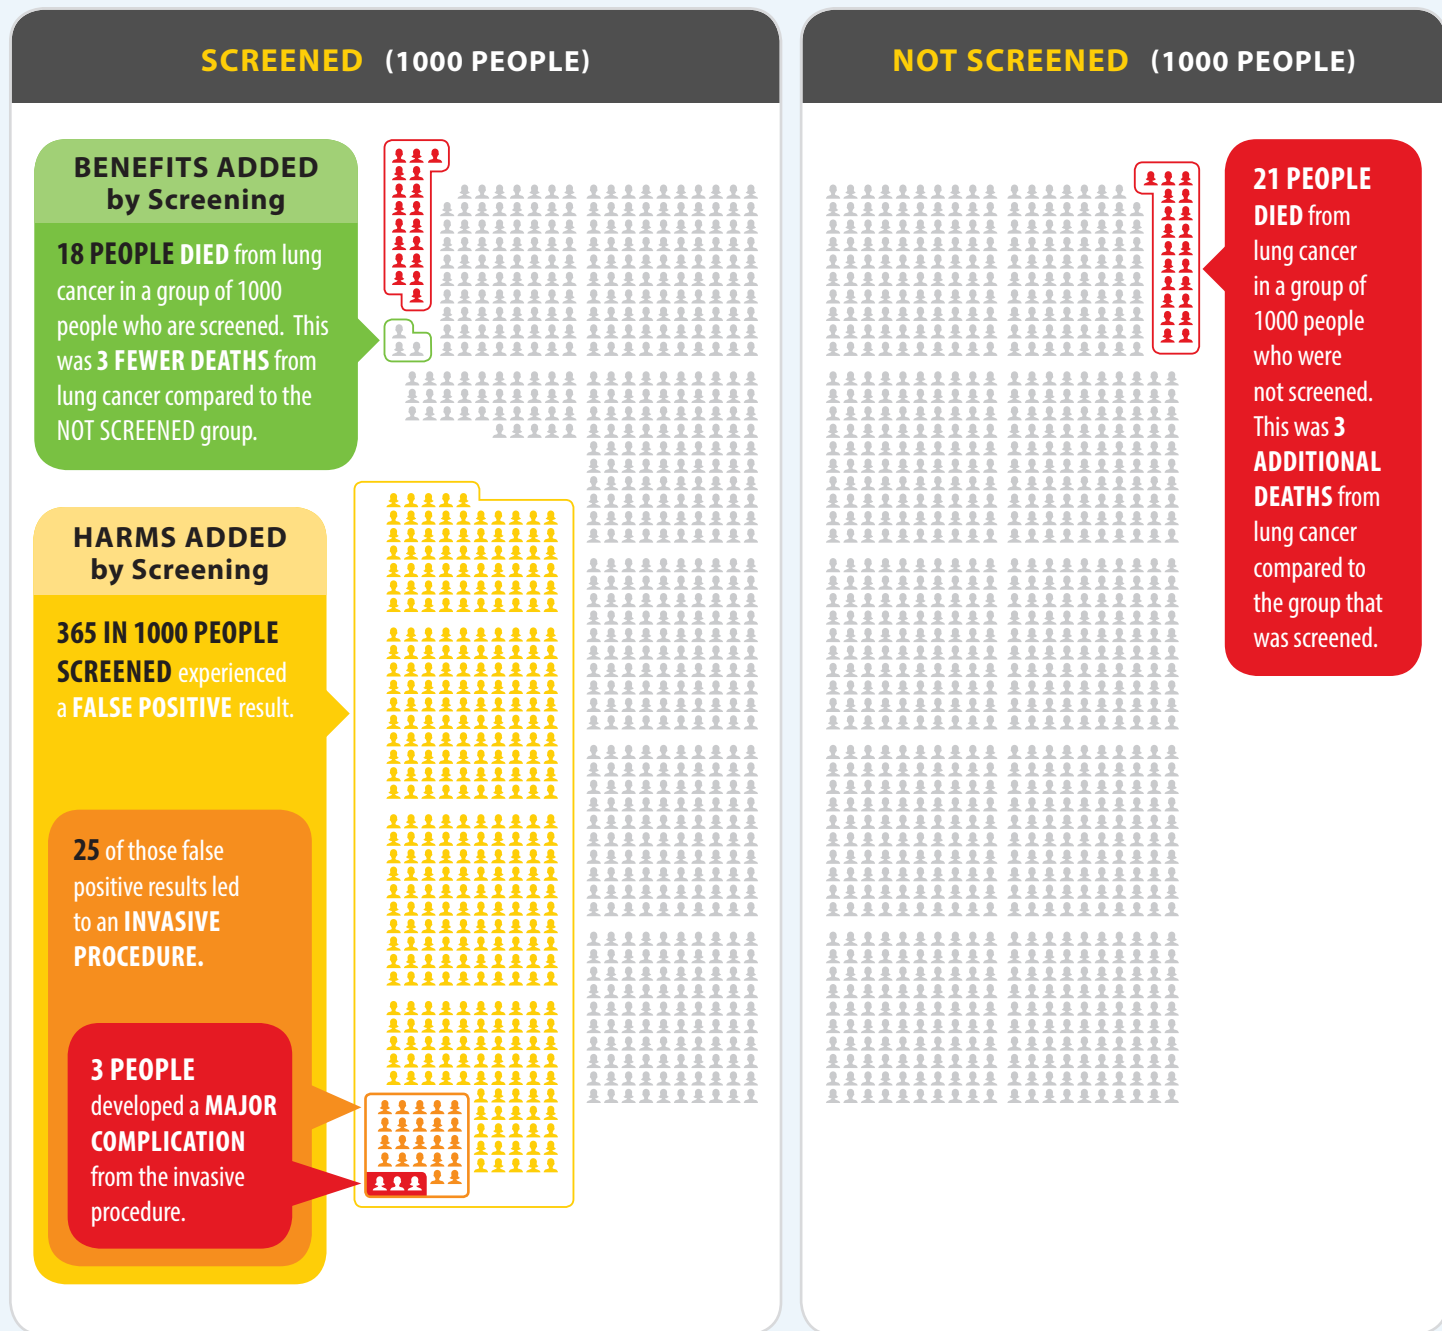 SCREENED (1000 PEOPLE)
BENEFITS ADDED
by Screening
18 PEOPLE DIED from lung
cancer in a group of 1000
people who are screened. This
was 3 FEWER DEATHS from
lung cancer compared to the
NOT SCREENED group.
HARMS ADDED
by Screening
365 IN 1000 PEOPLE
SCREENED experienced
a FALSE POSITIVE result.
25 of those false
positive results led
to an INVASIVE
PROCEDURE.
3 PEOPLE
developed a MAJOR
COMPLICATION
from the invasive
procedure.
NOT SCREENED (1000 PEOPLE)
21 PEOPLE
DIED from
lung cancer
in a group of
1000 people
who were
not screened.
This was 3
ADDITIONAL
DEATHS from
lung cancer
compared to
the group that
was screened.